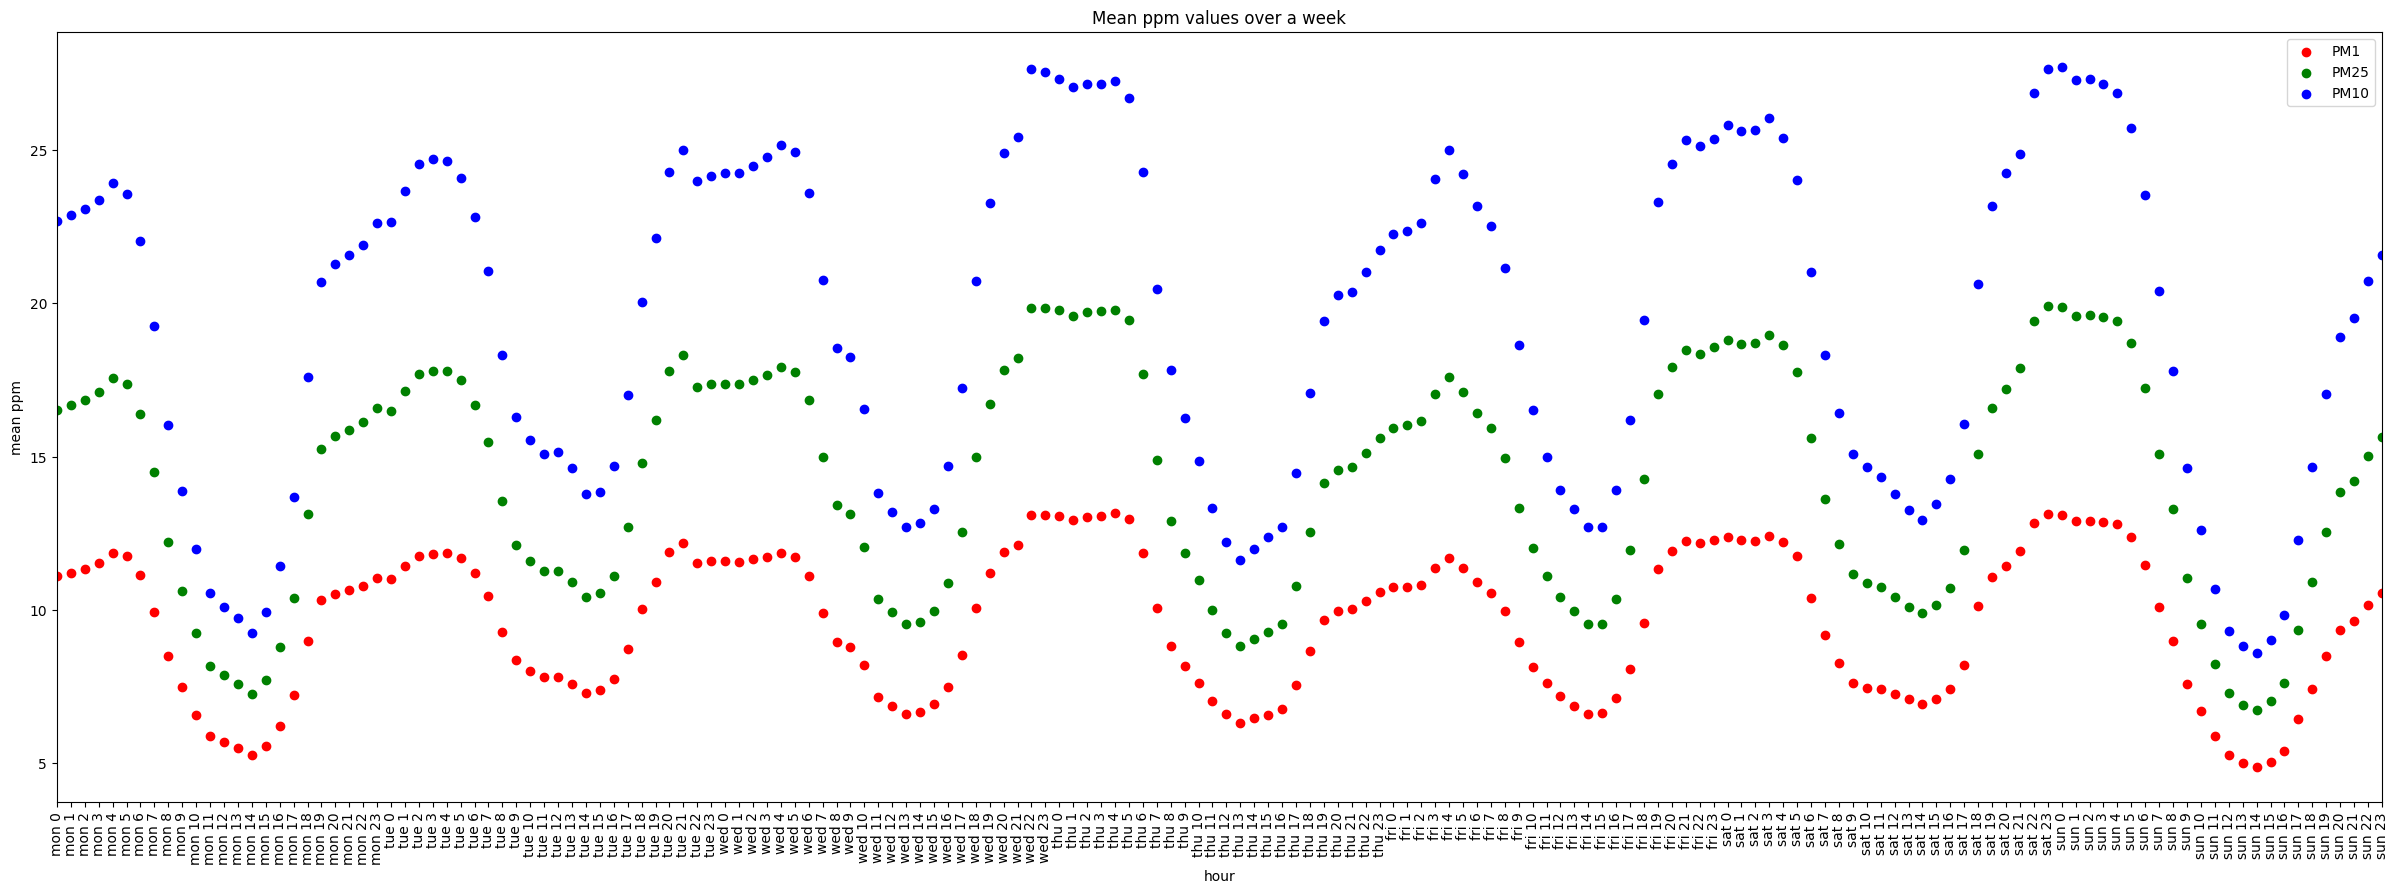 Mean ppm values over a week
PM1
PM25
PM10
mean ppm
25
20
15
10
5
mon 0
mon 1
mon 2
mon 3
mon 4
mon 5
mon 6
mon 7
mon 8
mon 9
mon 10
mon 11
mon 12
mon 13
mon 14
mon 15
mon 16
mon 17
mon 18
mon 19
mon 20
mon 21
mon 22
mon 23
tue 0
tue 1
tue 2
tue 3
tue 4
tue 5
tue 6
tue 7
tue 8
tue 9
tue 10
tue 11
tue 12
tue 13
tue 14
tue 15
tue 16
tue 17
tue 18
tue 19
tue 20
tue 21
tue 22
tue 23
wed 0
wed 1
wed 2
wed 3
wed 4
wed 5
wed 6
wed 7
wed 8
wed 9
wed 10
wed 11
wed 12
wed 13
wed 14
wed 15
wed 16
wed 17
wed 18
wed 19
wed 20
wed 21
wed 22
wed 23
thu 0
thu 1
thu 2
thu 3
thu 4
thu 5
thu 6
thu 7
thu 8
thu 9
thu 10
thu 11
thu 12
thu 13
thu 14
thu 15
thu 16
thu 17
thu 18
thu 19
thu 20
thu 21
thu 22
thu 23
fri 0
fri 1
fri 2
fri 3
fri 4
fri 5
fri 6
fri 7
fri 8
fri 9
fri 10
fri 11
fri 12
fri 13
fri 14
fri 15
fri 16
fri 17
fri 18
fri 19
fri 20
fri 21
fri 22
fri 23
sat 0
sat 1
sat 2
sat 3
sat 4
sat 5
sat 6
sat 7
sat 8
sat 9
sat 10
sat 11
sat 12
sat 13
sat 14
sat 15
sat 16
sat 17
sat 18
sat 19
sat 20
sat 21
sat 22
sat 23
sun 0
sun 1
sun 2
sun 3
sun 4
sun 5
sun 6
sun 7
sun 8
sun 9
sun 10
sun 11
sun 12
sun 13
sun 14
sun 15
sun 16
sun 17
sun 18
sun 19
sun 20
sun 21
sun 22
sun 23
hour